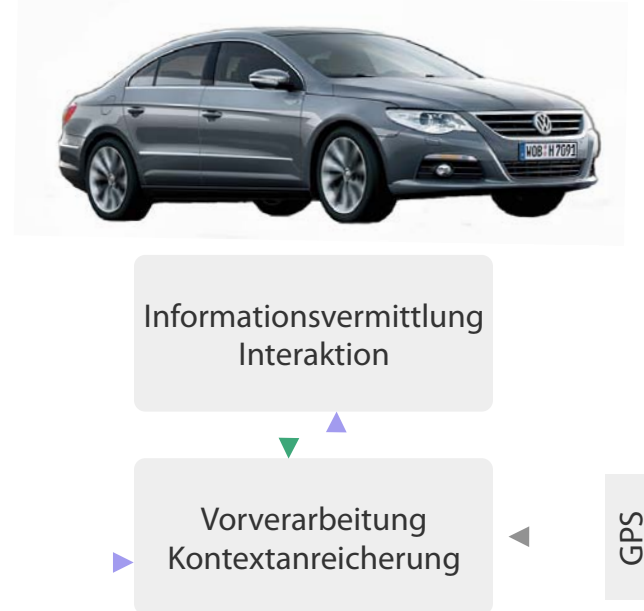 WOB H 7091
Informationsvermittlung
Interaktion
Vorverarbeitung
Kontextanreicherung
GPS